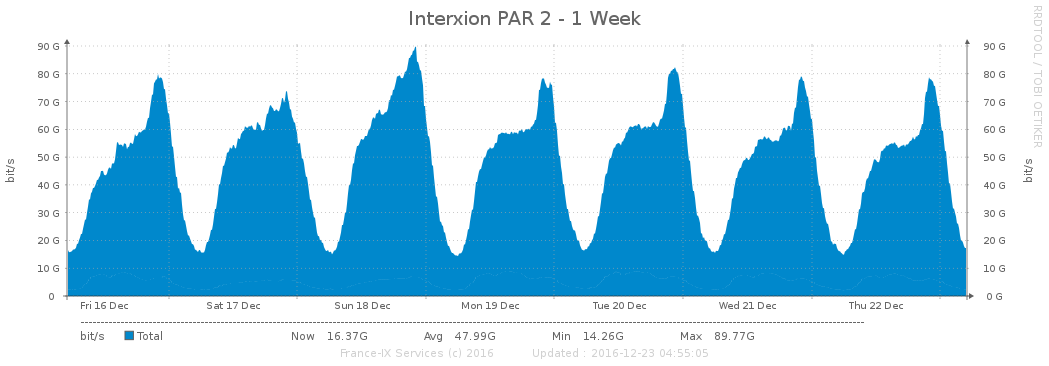 Interxion PAR 2 - 1 Week
RRDTOOL / TOBI OETIKER
90 G 90 G
80 G 80 G
70 G 70 G
60 G 60 G
50 G 50 G
40 G 40 G
30 G 30 G
20 G 20 G
10 G 10 G
0 0 G
bit/s
bit/s
Fri 16 Dec Sat 17 Dec Sun 18 Dec Mon 19 Dec Tue 20 Dec Wed 21 Dec Thu 22 Dec
bit/s Total Now 16.37G Avg 47.99G Min 14.26G Max 89.77G
France-IX Services (c) 2016 Updated : 2016-12-23 04:55:05